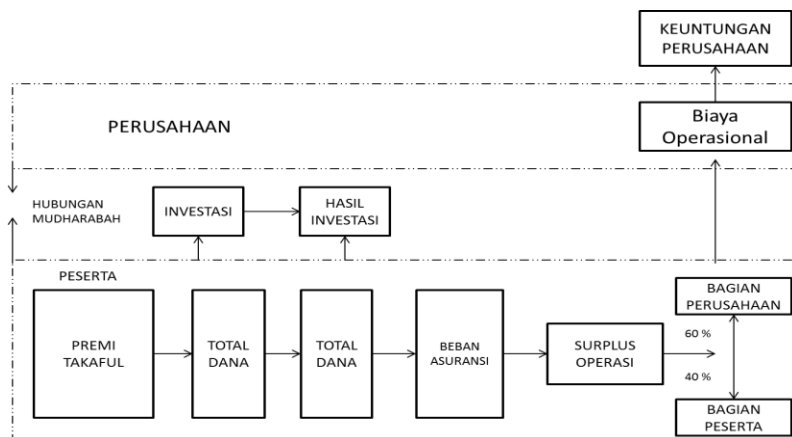 KEUNTUNGAN
PERUSAHAAN
PERUSAHAAN
Biaya
Operasional
HUBUNGAN
MUDHARABAH
INVESTASI
HASIL
INVESTASI
PESERTA
PREMI
TAKAFUL
TOTAL
DANA
TOTAL
DANA
BEBAN
ASURANSI
SURPLUS
OPERASI
BAGIAN
PERUSAHAAN
60 %
40 %
BAGIAN
PESERTA